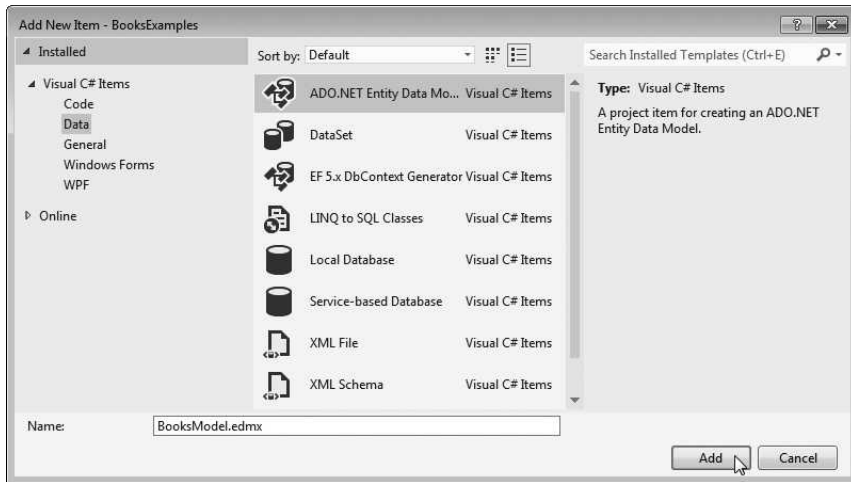 Add New Item - BooksExamples
Installed
Sort by: Default
Search Installed Templates (Ctrl+E)
Visual C# Items
Code
Data
General
Windows Forms
WPF
Online
ADO.NET Entity Data Mo... Visual C# Items
DataSet Visual C# Items
EF 5.x DbContext Generator Visual C# Items
LINQ to SQL Classes Visual C# Items
Local Database Visual C# Items
Service-based Database Visual C# Items
XML File Visual C# Items
XML Schema Visual C# Items
Type: Visual C# Items
A project item for creating an ADO.NET
Entity Data Model.
Name: BooksModel.edmx
Add Cancel